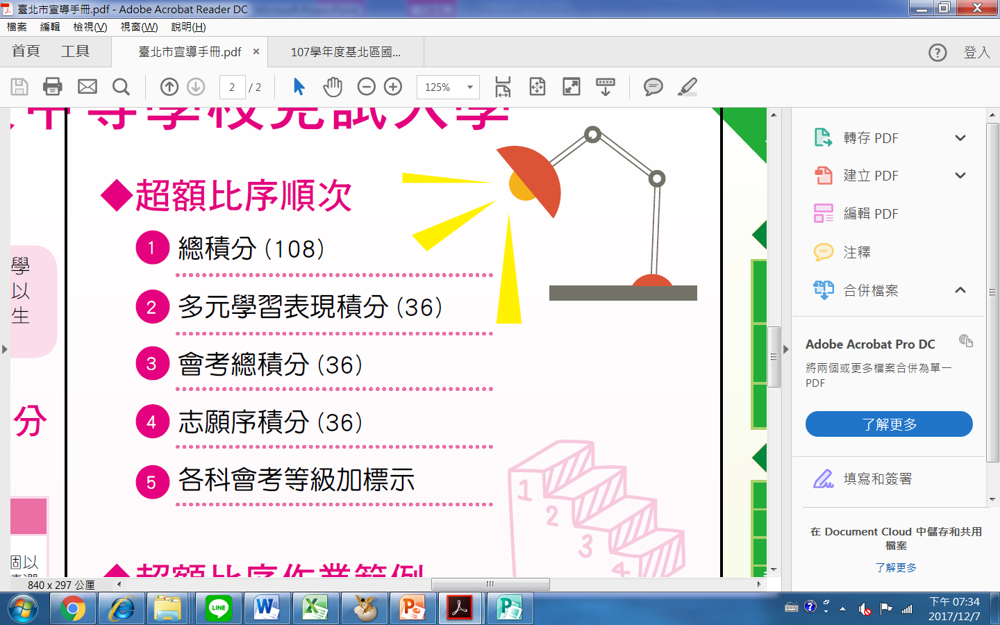 臺北市宣導手冊.pdf - Adobe Acrobat Reader DC
檔案 編輯 檢視(V) 視窗(W) 說明(H)
首頁 工具 臺北市宣導手冊.pdf × 107學年度基北區國... 登入
2 / 2 125%
中等學校免試入學
◆超額比序順次
1 總積分 (108)
2 多元學習表現積分 (36)
3 會考總積分 (36)
4 志願序積分 (36)
5 各科會考等級加標示
◆超額比序作業範例
學
以
生
分
固以
1
2
3
4
轉存 PDF
建立 PDF
編輯 PDF
注釋
合併檔案
Adobe Acrobat Pro DC
將兩個或更多檔案合併為單一
PDF
了解更多
填寫和簽署
在 Document Cloud 中儲存和共用
檔案
了解更多
840 x 297 公厘
LINE
下午 07:34
2017/12/7